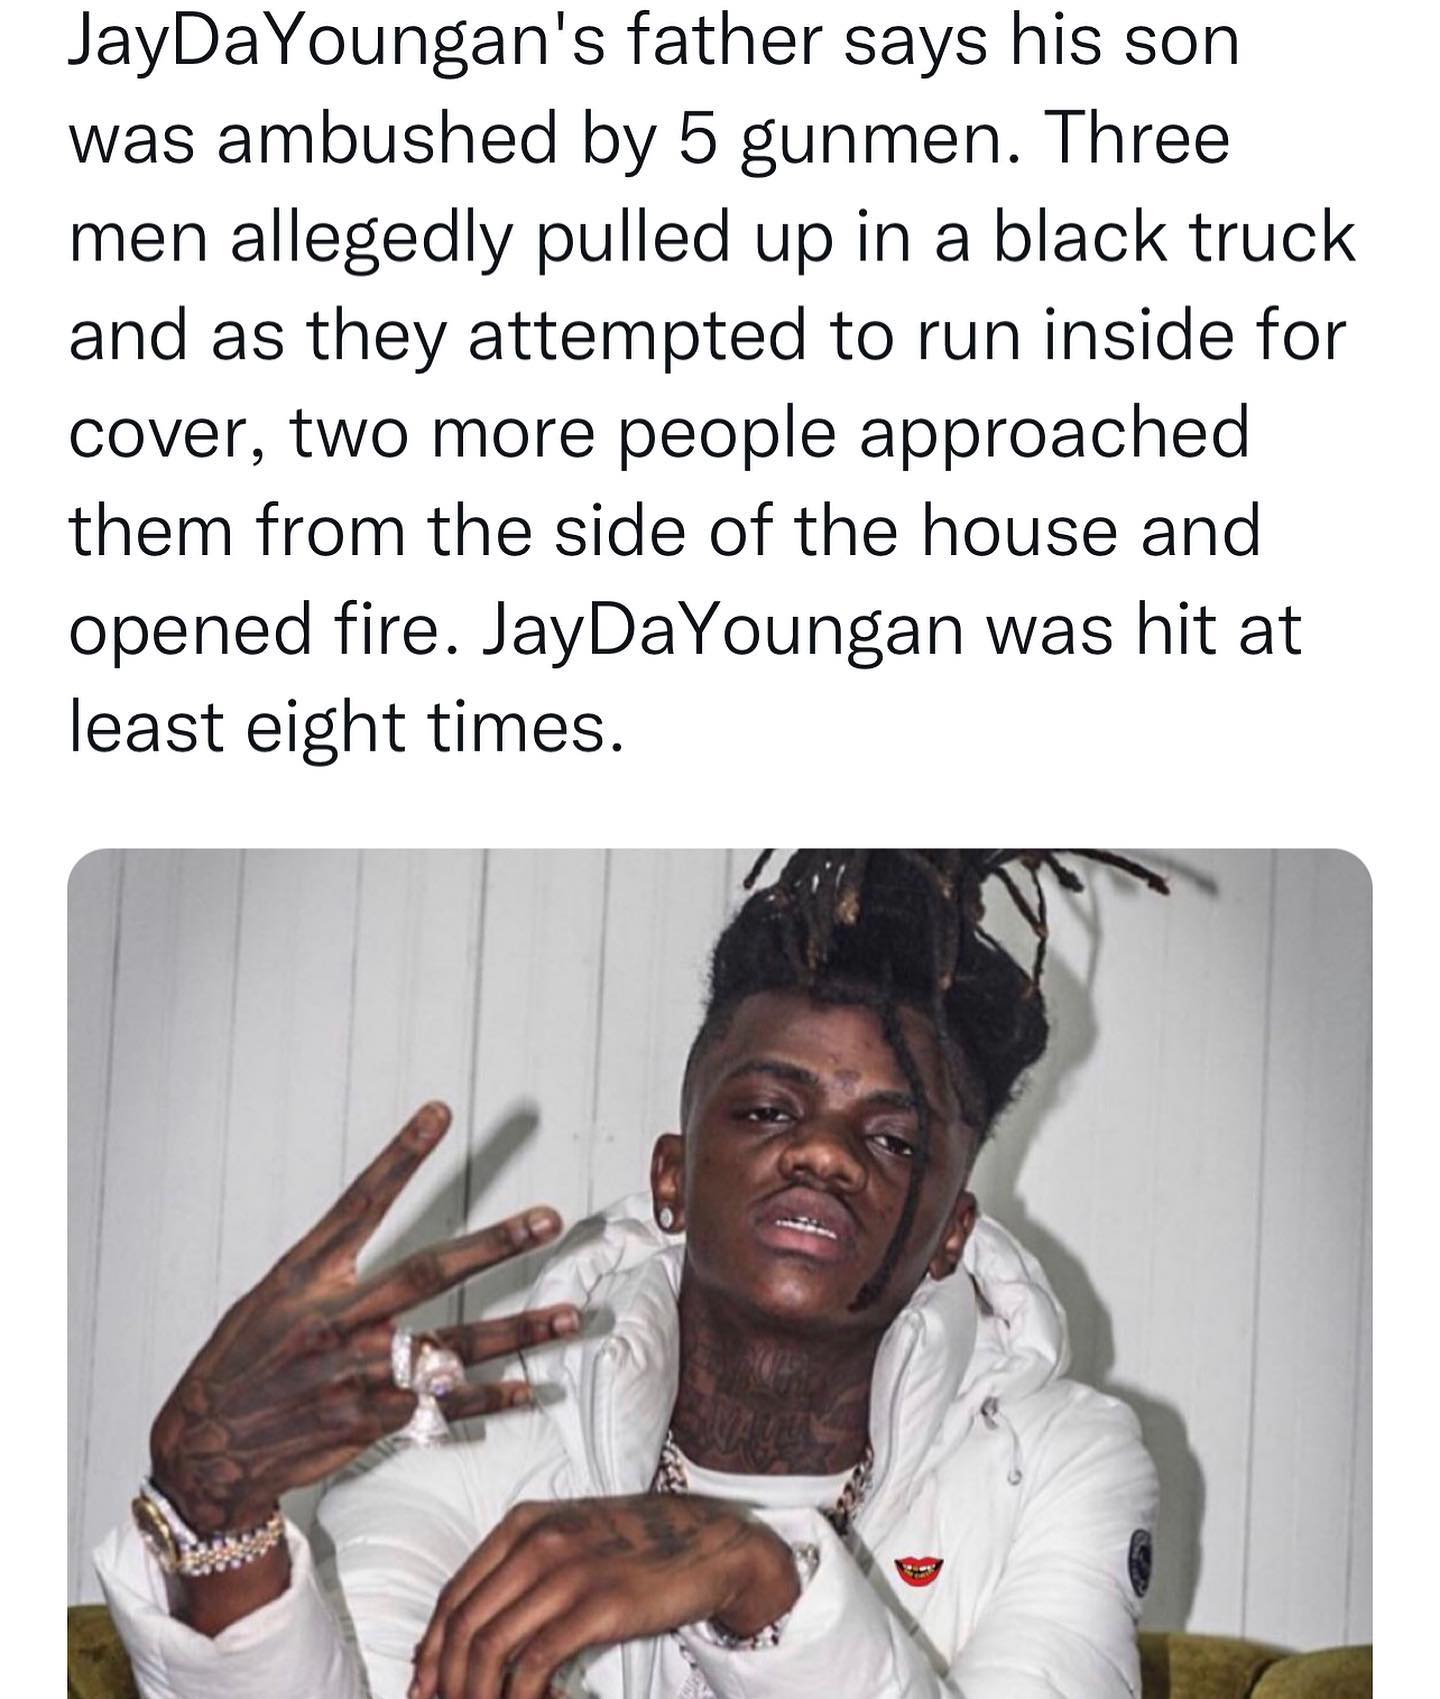 JayDaYoungan's father says his son
was ambushed by 5 gunmen. Three
men allegedly pulled up in a black truck
and as they attempted to run inside for
cover, two more people approached
them from the side of the house and
opened fire. JayDaYoungan was hit at
least eight times.